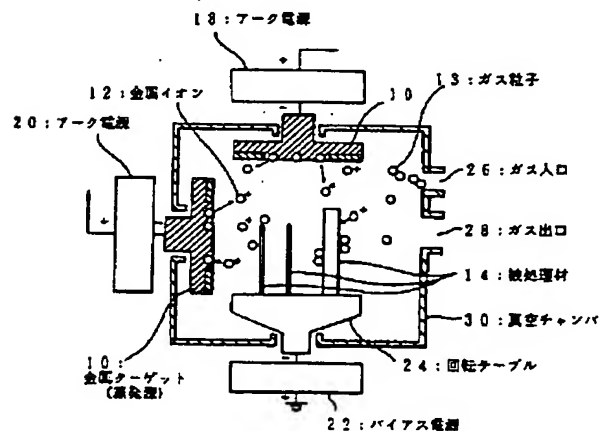 18:アーク電源
12:金属イオン
10
13:ガス粒子
20:アーク電源
26:ガス入口
28:ガス出口
14:被処理材
30:真空チャンバ
10:
金属ターゲット
(蒸発源)
24:回転テーブル
22:バイアス電源